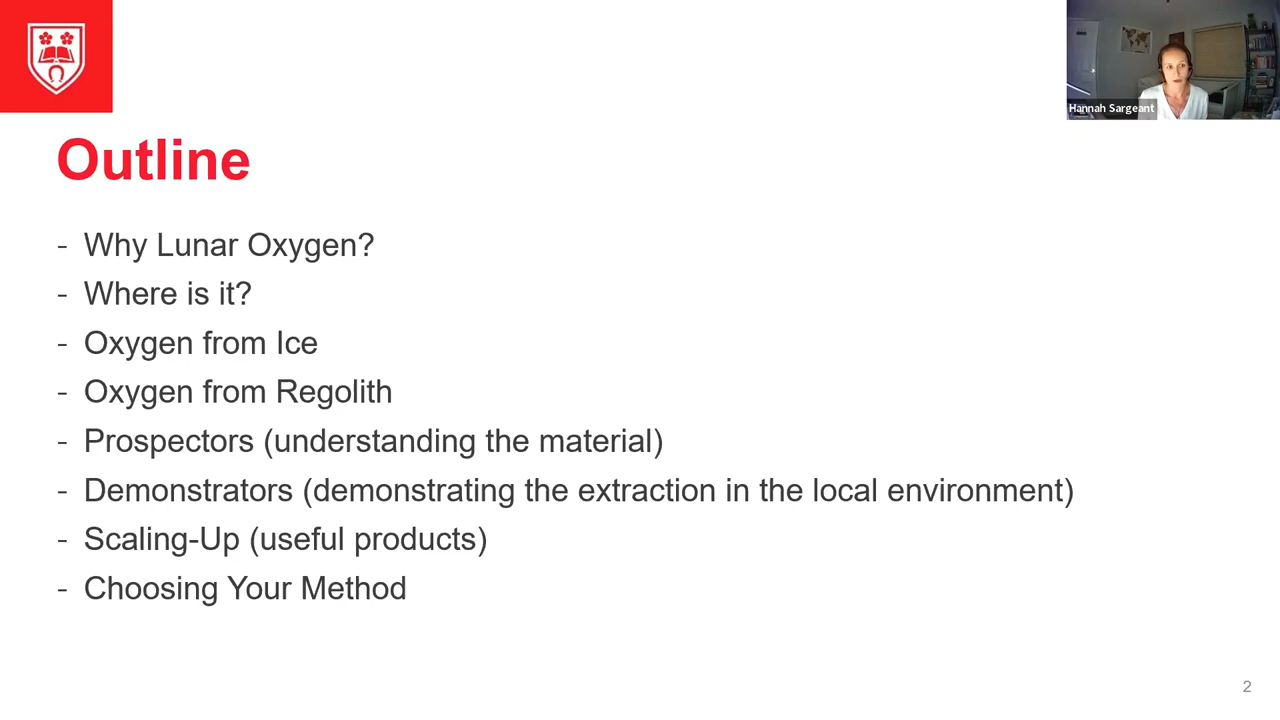 Hannah Sargeant
Outline
- Why Lunar Oxygen?
- Where is it?
- Oxygen from Ice
- Oxygen from Regolith
- Prospectors (understanding the material)
- Demonstrators (demonstrating the extraction in the local environment)
- Scaling-Up (useful products)
- Choosing Your Method
2